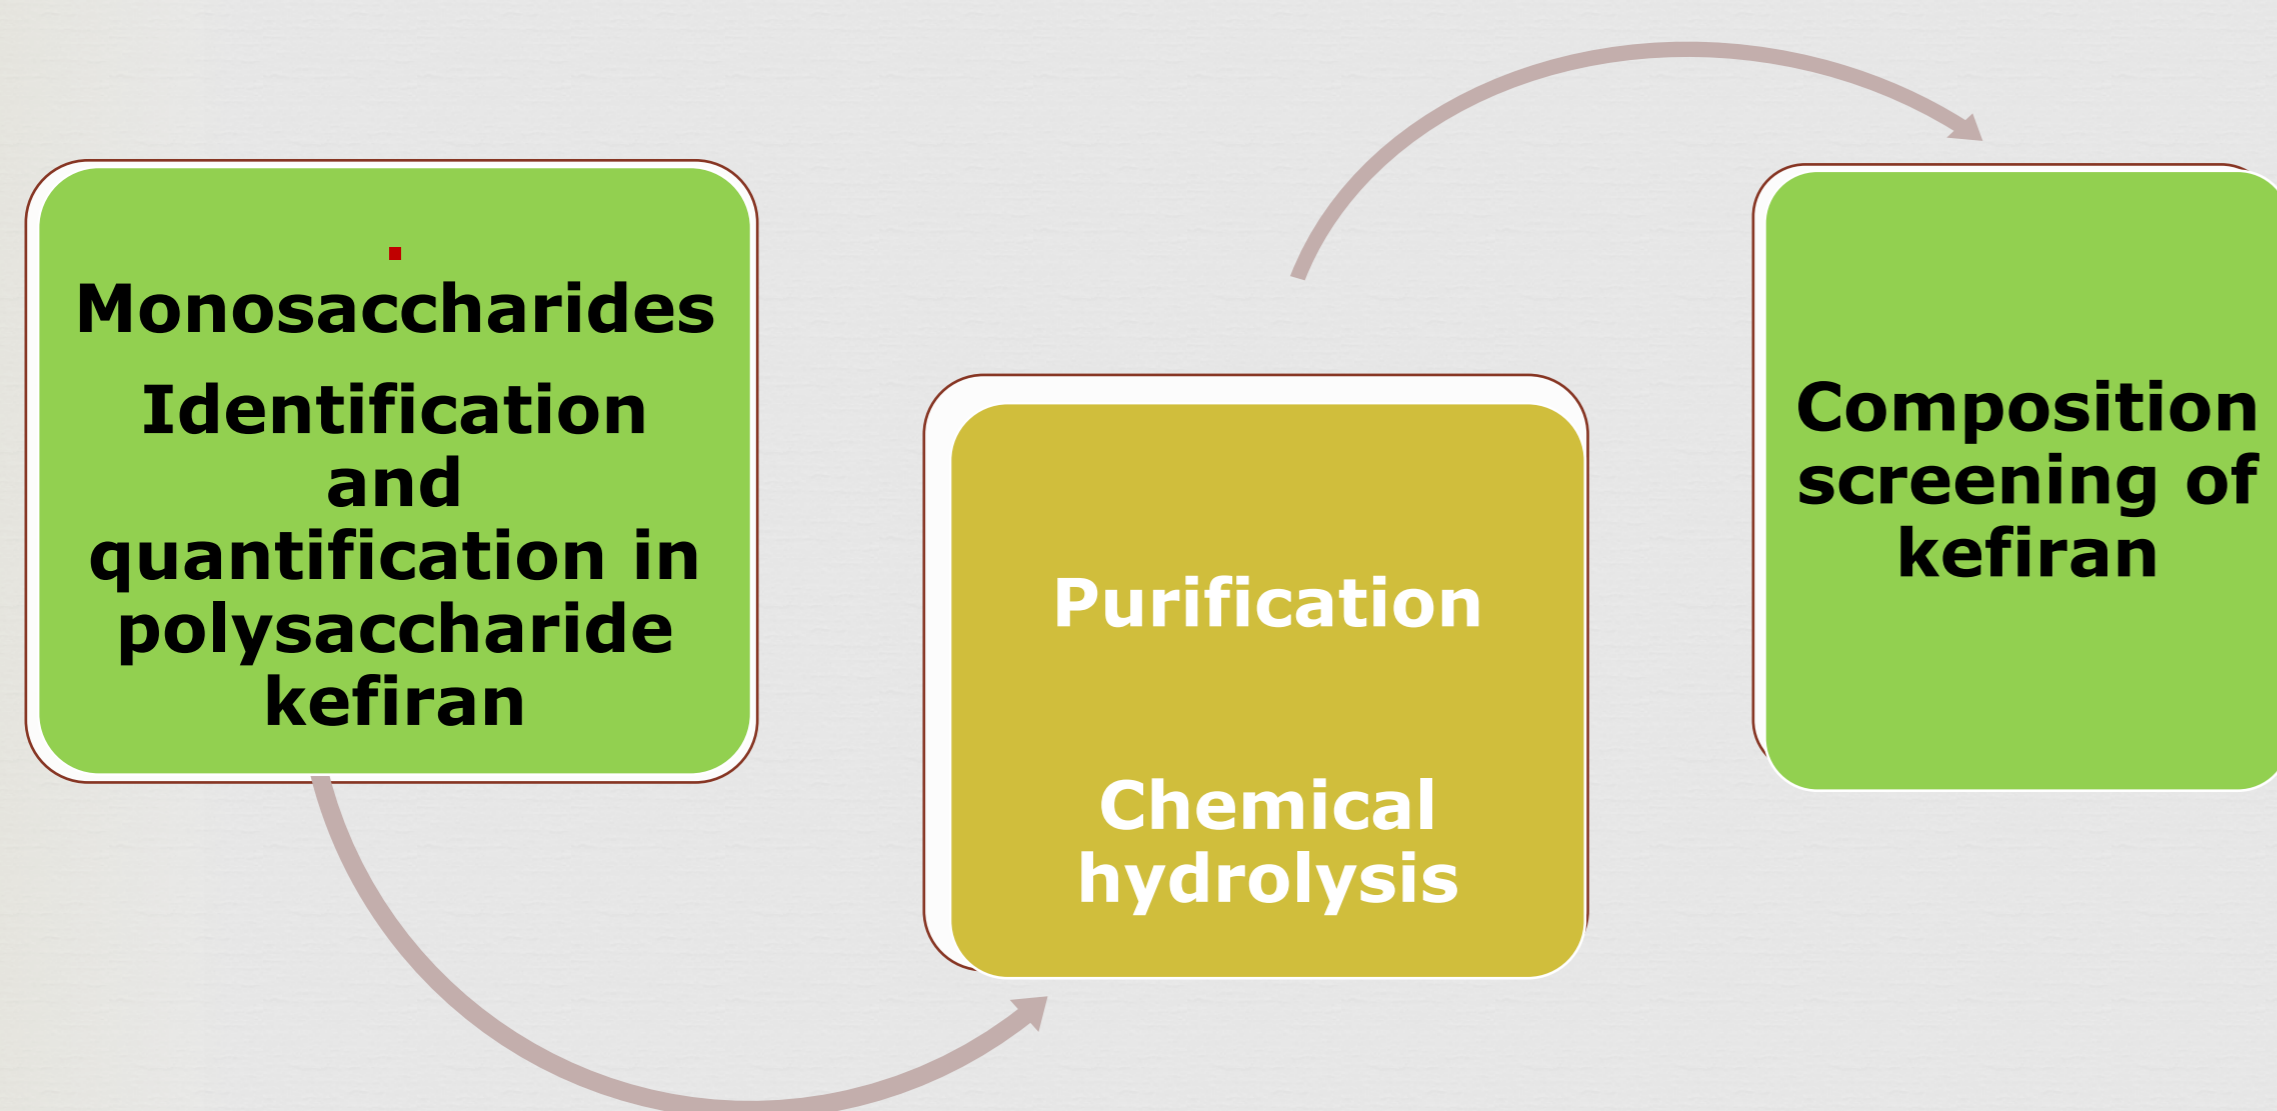 Monosaccharides
Identification
and
quantification in
polysaccharide
kefiran
Purification
Chemical
hydrolysis
Composition
screening of
kefiran